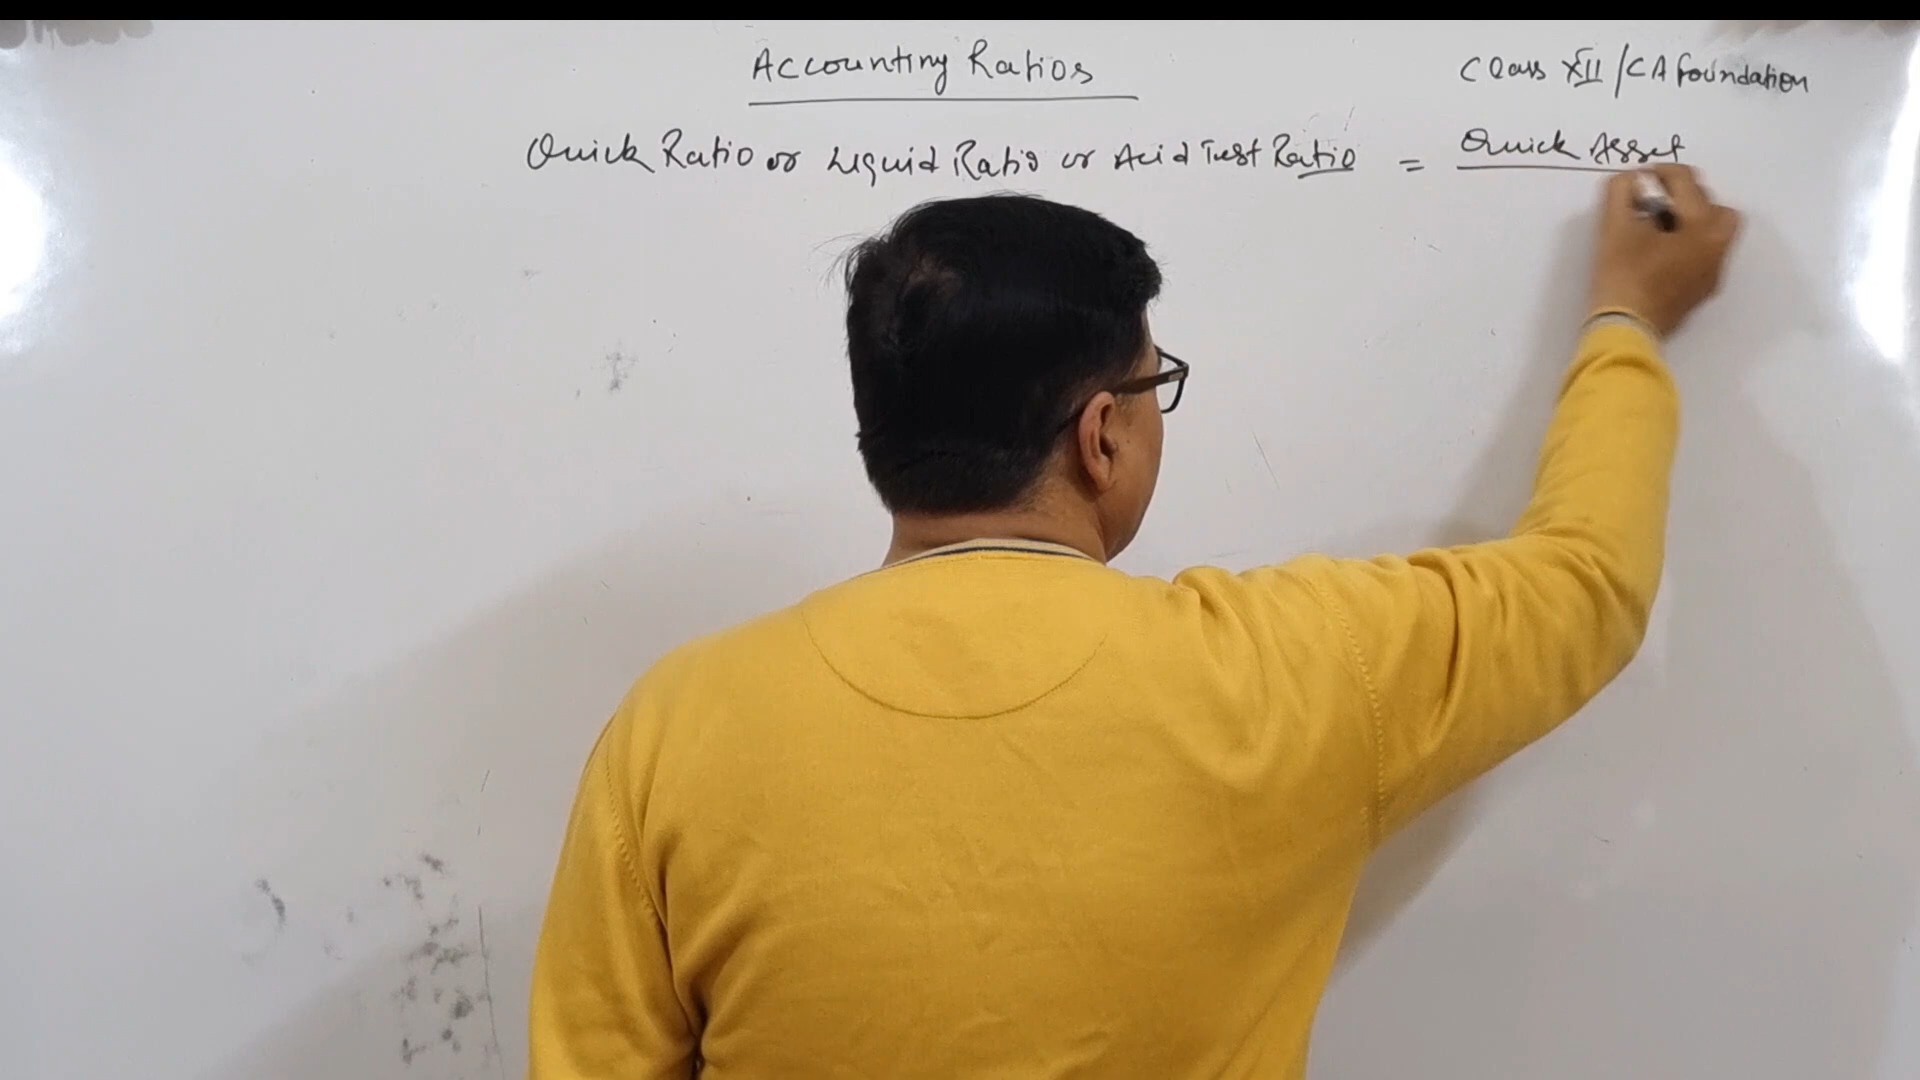 Accounting Ratios
Class XII / CA Foundation
Quick Ratio or Liquid Ratio or Acid Test Ratio = Quick Asset